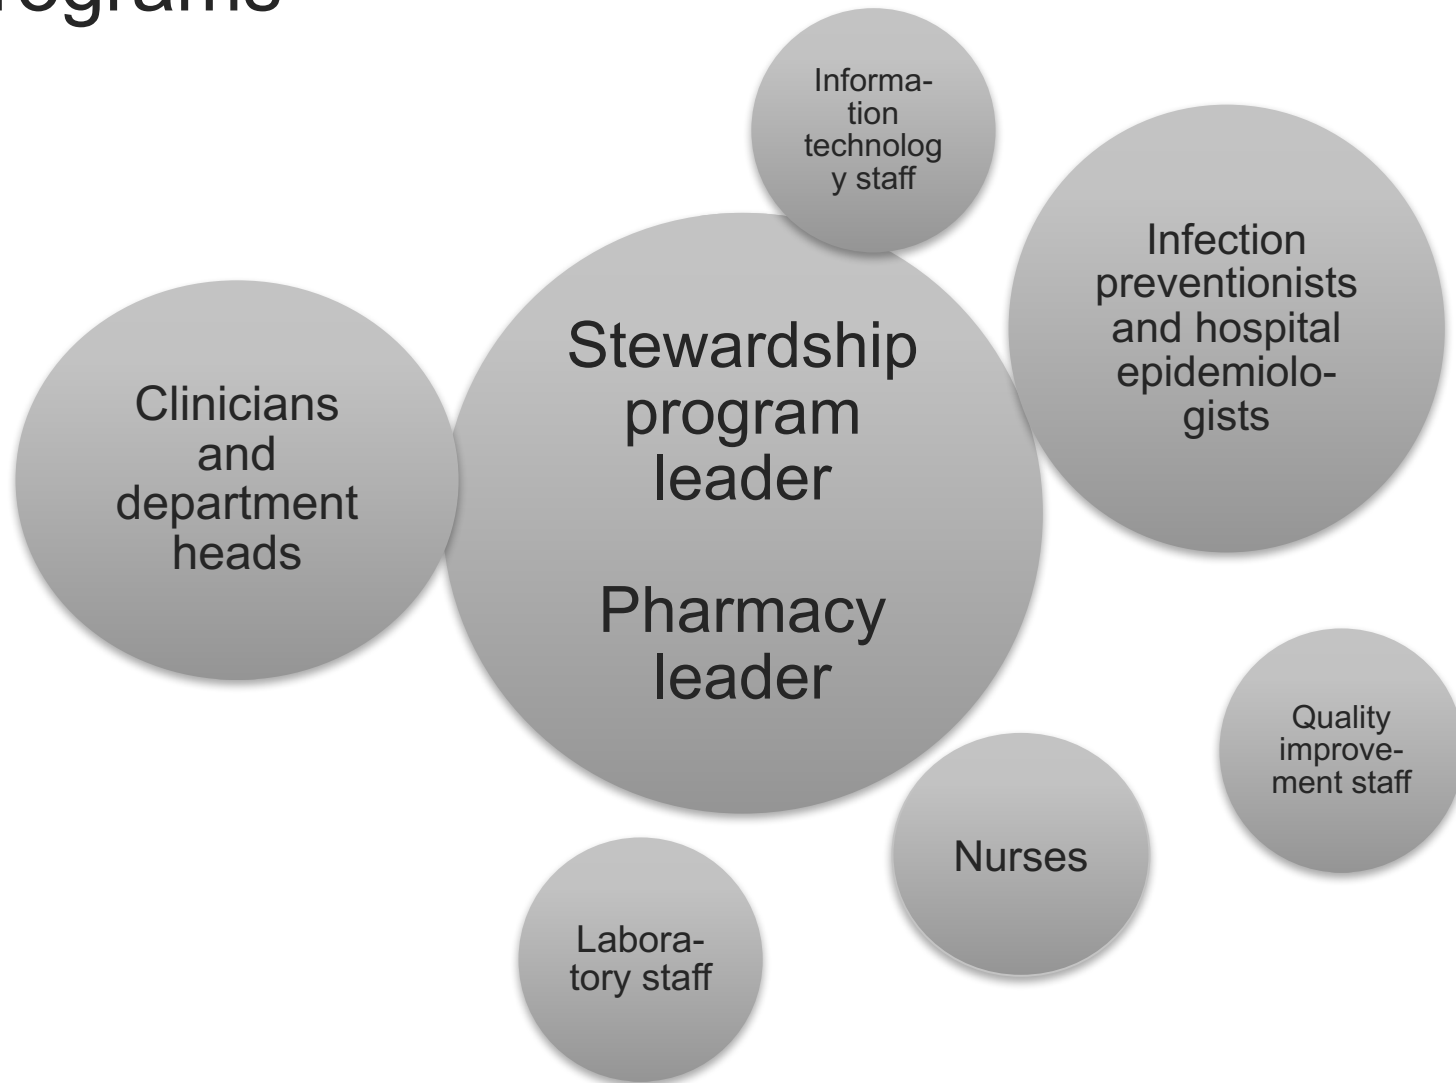 Informa-
tion
technolog
y staff
Infection
preventionists
and hospital
epidemiolo-
gists
Stewardship
program
leader
Pharmacy
leader
Clinicians
and
department
heads
Quality
improve-
ment staff
Nurses
Labora-
tory staff